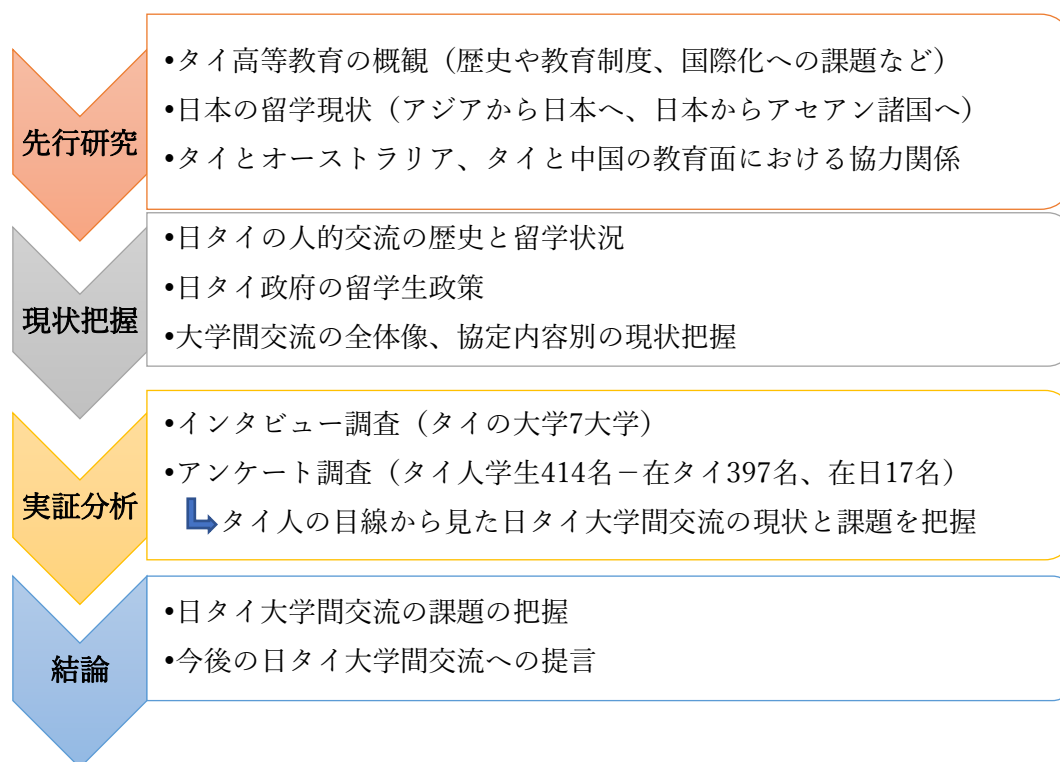 先行研究
•タイ高等教育の概観（歴史や教育制度、国際化への課題など）
•日本の留学現状（アジアから日本へ、日本からアセアン諸国へ）
•タイとオーストラリア、タイと中国の教育面における協力関係
現状把握
•日タイの人的交流の歴史と留学状況
•日タイ政府の留学生政策
•大学間交流の全体像、協定内容別の現状把握
実証分析
•インタビュー調査（タイの大学7大学）
•アンケート調査（タイ人学生414名－在タイ397名、在日17名）
タイ人の目線から見た日タイ大学間交流の現状と課題を把握
結論
•日タイ大学間交流の課題の把握
•今後の日タイ大学間交流への提言